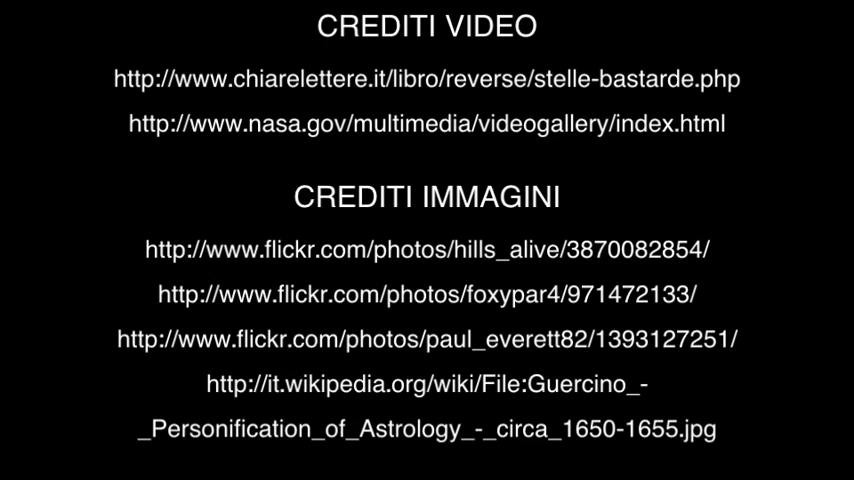 CREDITI VIDEO
http://www.chiarelettere.it/libro/reverse/stelle-bastarde.php
http://www.nasa.gov/multimedia/videogallery/index.html
CREDITI IMMAGINI
http://www.flickr.com/photos/hills_alive/3870082854/
http://www.flickr.com/photos/foxypar4/971472133/
http://www.flickr.com/photos/paul_everett82/1393127251/
http://it.wikipedia.org/wiki/File:Guercino_-
_Personification_of_Astrology_-_circa_1650-1655.jpg